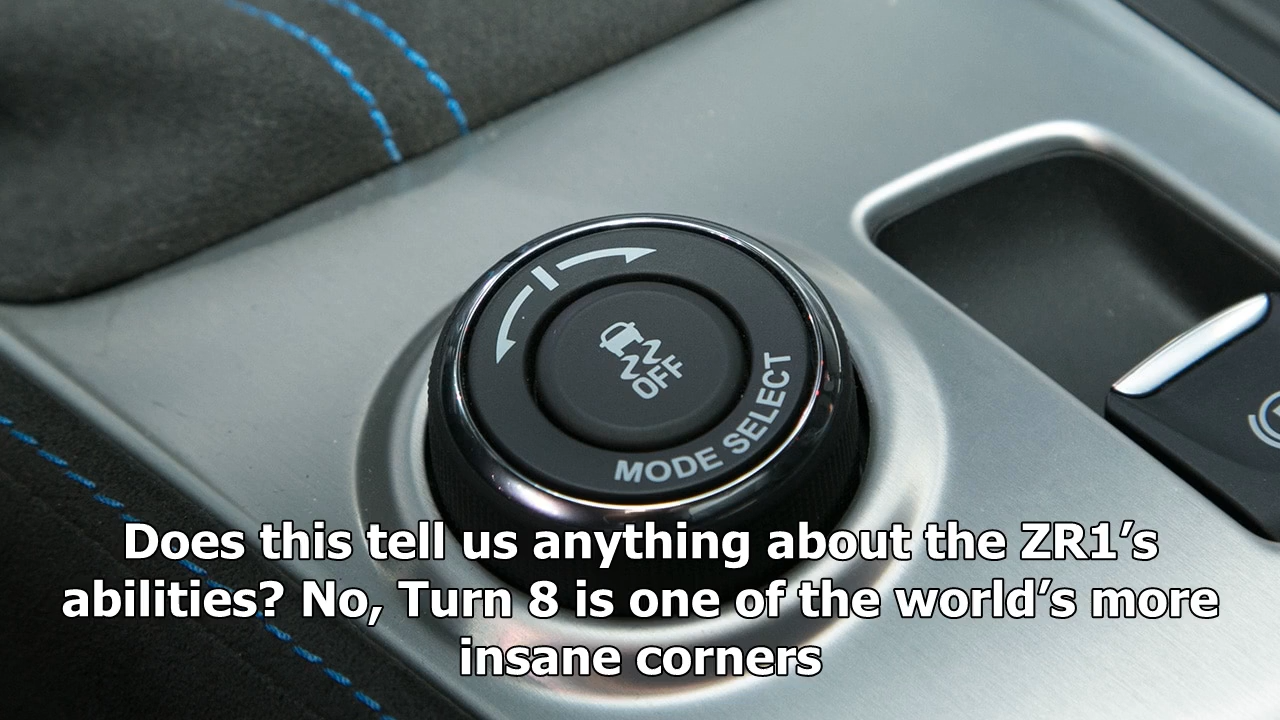 OFF
MODE SELECT
Does this tell us anything about the ZR1’s
abilities? No, Turn 8 is one of the world’s more
insane corners